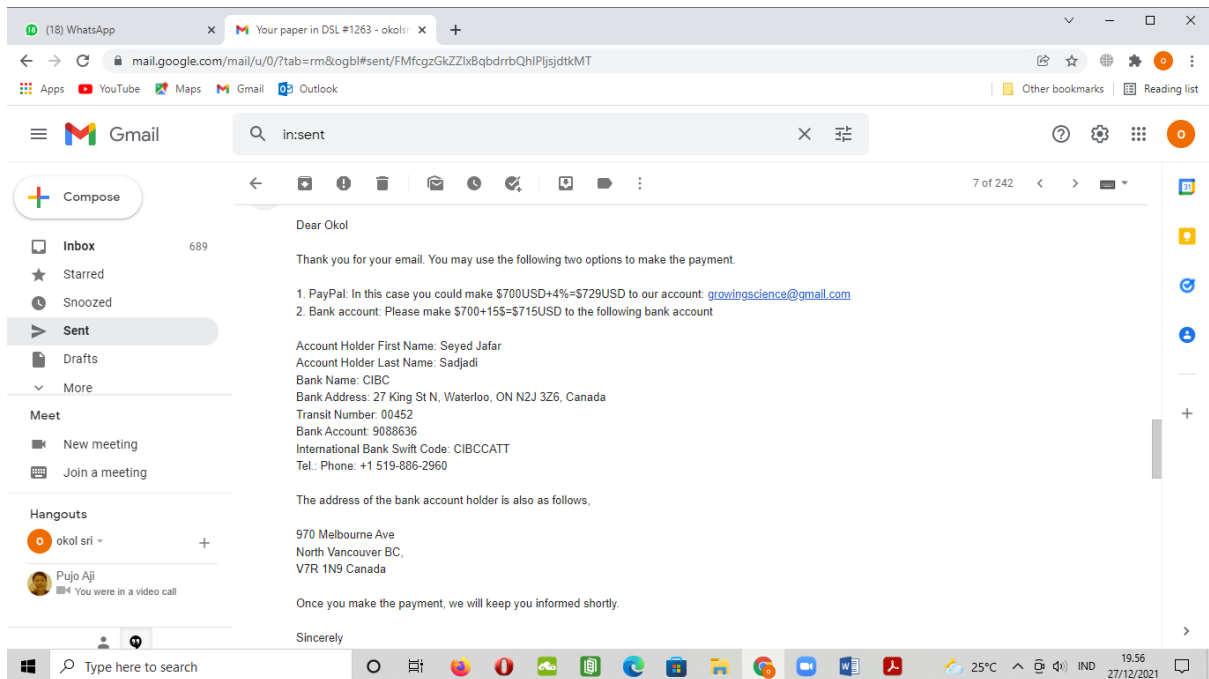 (18) WhatsApp
Your paper in DSL #1263 - okolsr
mail.google.com/mail/u/0/?tab=rm&ogbl#sent/FMfcgzGkZZlxBqbdrrbQhlPljsjdtkMT
Apps YouTube Maps Gmail Outlook Other bookmarks Reading list
Gmail
in:sent
Compose
7 of 242
Inbox 689
Starred
Snoozed
Sent
Drafts
More
Meet
New meeting
Join a meeting
Hangouts
okol sri
Pujo Aji
You were in a video call
Dear Okol
Thank you for your email. You may use the following two options to make the payment.
1. PayPal: In this case you could make $700USD+4%=$729USD to our account: growingscience@gmail.com
2. Bank account: Please make $700+15$=$715USD to the following bank account
Account Holder First Name: Seyed Jafar
Account Holder Last Name: Sadjadi
Bank Name: CIBC
Bank Address: 27 King St N, Waterloo, ON N2J 3Z6, Canada
Transit Number: 00452
Bank Account: 9088636
International Bank Swift Code: CIBCCATT
Tel.: Phone: +1 519-886-2960
The address of the bank account holder is also as follows,
970 Melbourne Ave
North Vancouver BC,
V7R 1N9 Canada
Once you make the payment, we will keep you informed shortly.
Sincerely
Type here to search
25°C
IND
19.56
27/12/2021